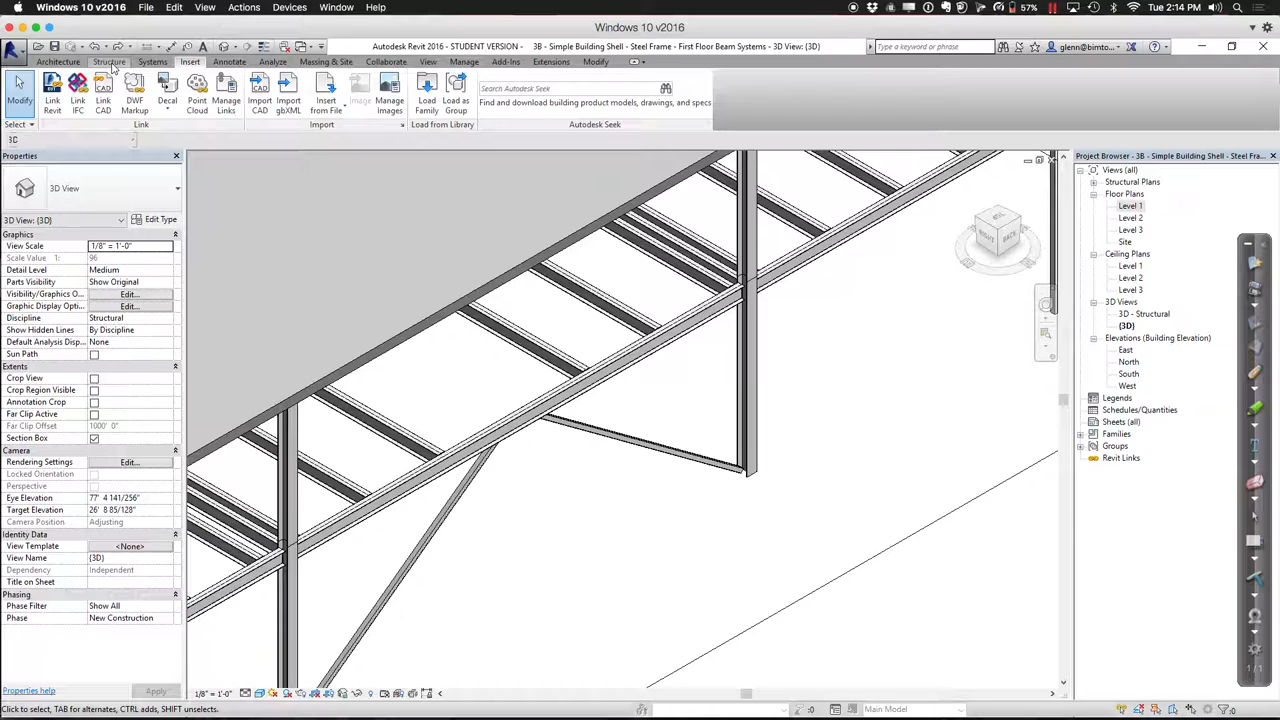 File Edit View Actions Devices Window Help
57%
Tue 2:14 PM
Windows 10 v2016
Autodesk Revit 2016 - STUDENT VERSION - 3B - Simple Building Shell - Steel Frame - First Floor Beam Systems - 3D View: {3D}
Type a keyword or phrase
glenn@bimto...
Architecture Structure Systems Insert Annotate Analyze Massing & Site Collaborate View Manage Add-Ins Extensions Modify
Modify
Link Revit
Link IFC
Link CAD
DWF Markup
Decal
Point Cloud
Manage Links
Import CAD
Import gbXML
Insert from File
Image
Manage Images
Load Family
Load as Group
Seek
Find and download building product models, drawings, and specs
Select
Link
Import
Load from Library
Autodesk Seek
3D
Properties
3D View
3D View: {3D}
Edit Type
Graphics
View Scale 1/8" = 1'-0"
Scale Value 1: 96
Detail Level Medium
Parts Visibility Show Original
Visibility/Graphics O... Edit...
Graphic Display Opti... Edit...
Discipline Structural
Show Hidden Lines By Discipline
Default Analysis Disp... None
Sun Path
Extents
Crop View
Crop Region Visible
Annotation Crop
Far Clip Active
Far Clip Offset 1000' 0"
Section Box
Camera
Rendering Settings Edit...
Locked Orientation
Perspective
Eye Elevation 77' 4 141/256"
Target Elevation 26' 8 85/128"
Camera Position Adjusting
Identity Data
View Template <None>
View Name {3D}
Dependency Independent
Title on Sheet
Phasing
Phase Filter Show All
Phase New Construction
Properties help
Apply
RIGHT
BACK
Project Browser - 3B - Simple Building Shell - Steel Frame...
Views (all)
Structural Plans
Floor Plans
Level 1
Level 2
Level 3
Site
Ceiling Plans
Level 1
Level 2
Level 3
3D Views
3D - Structural
{3D}
Elevations (Building Elevation)
East
North
South
West
Legends
Schedules/Quantities
Sheets (all)
Families
Groups
Revit Links
1/1
1/8" = 1'-0"
Click to select, TAB for alternates, CTRL adds, SHIFT unselects.
:0
Main Model
:0